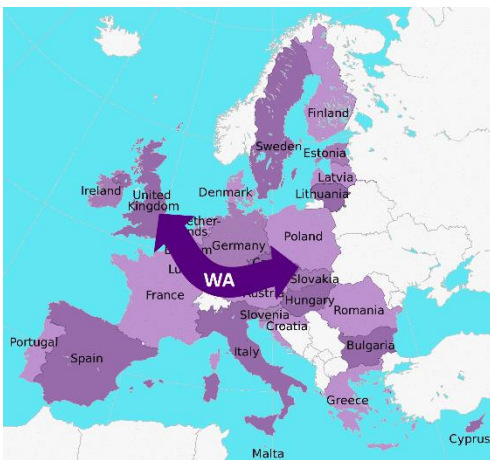 Finland
Sweden
Estonia
Latvia
Lithuania
Denmark
Ireland
United
Kingdom
Germany
Poland
WA
Slovakia
Hungary
France
Slovenia
Croatia
Romania
Italy
Bulgaria
Portugal
Spain
Greece
Malta
Cyprus